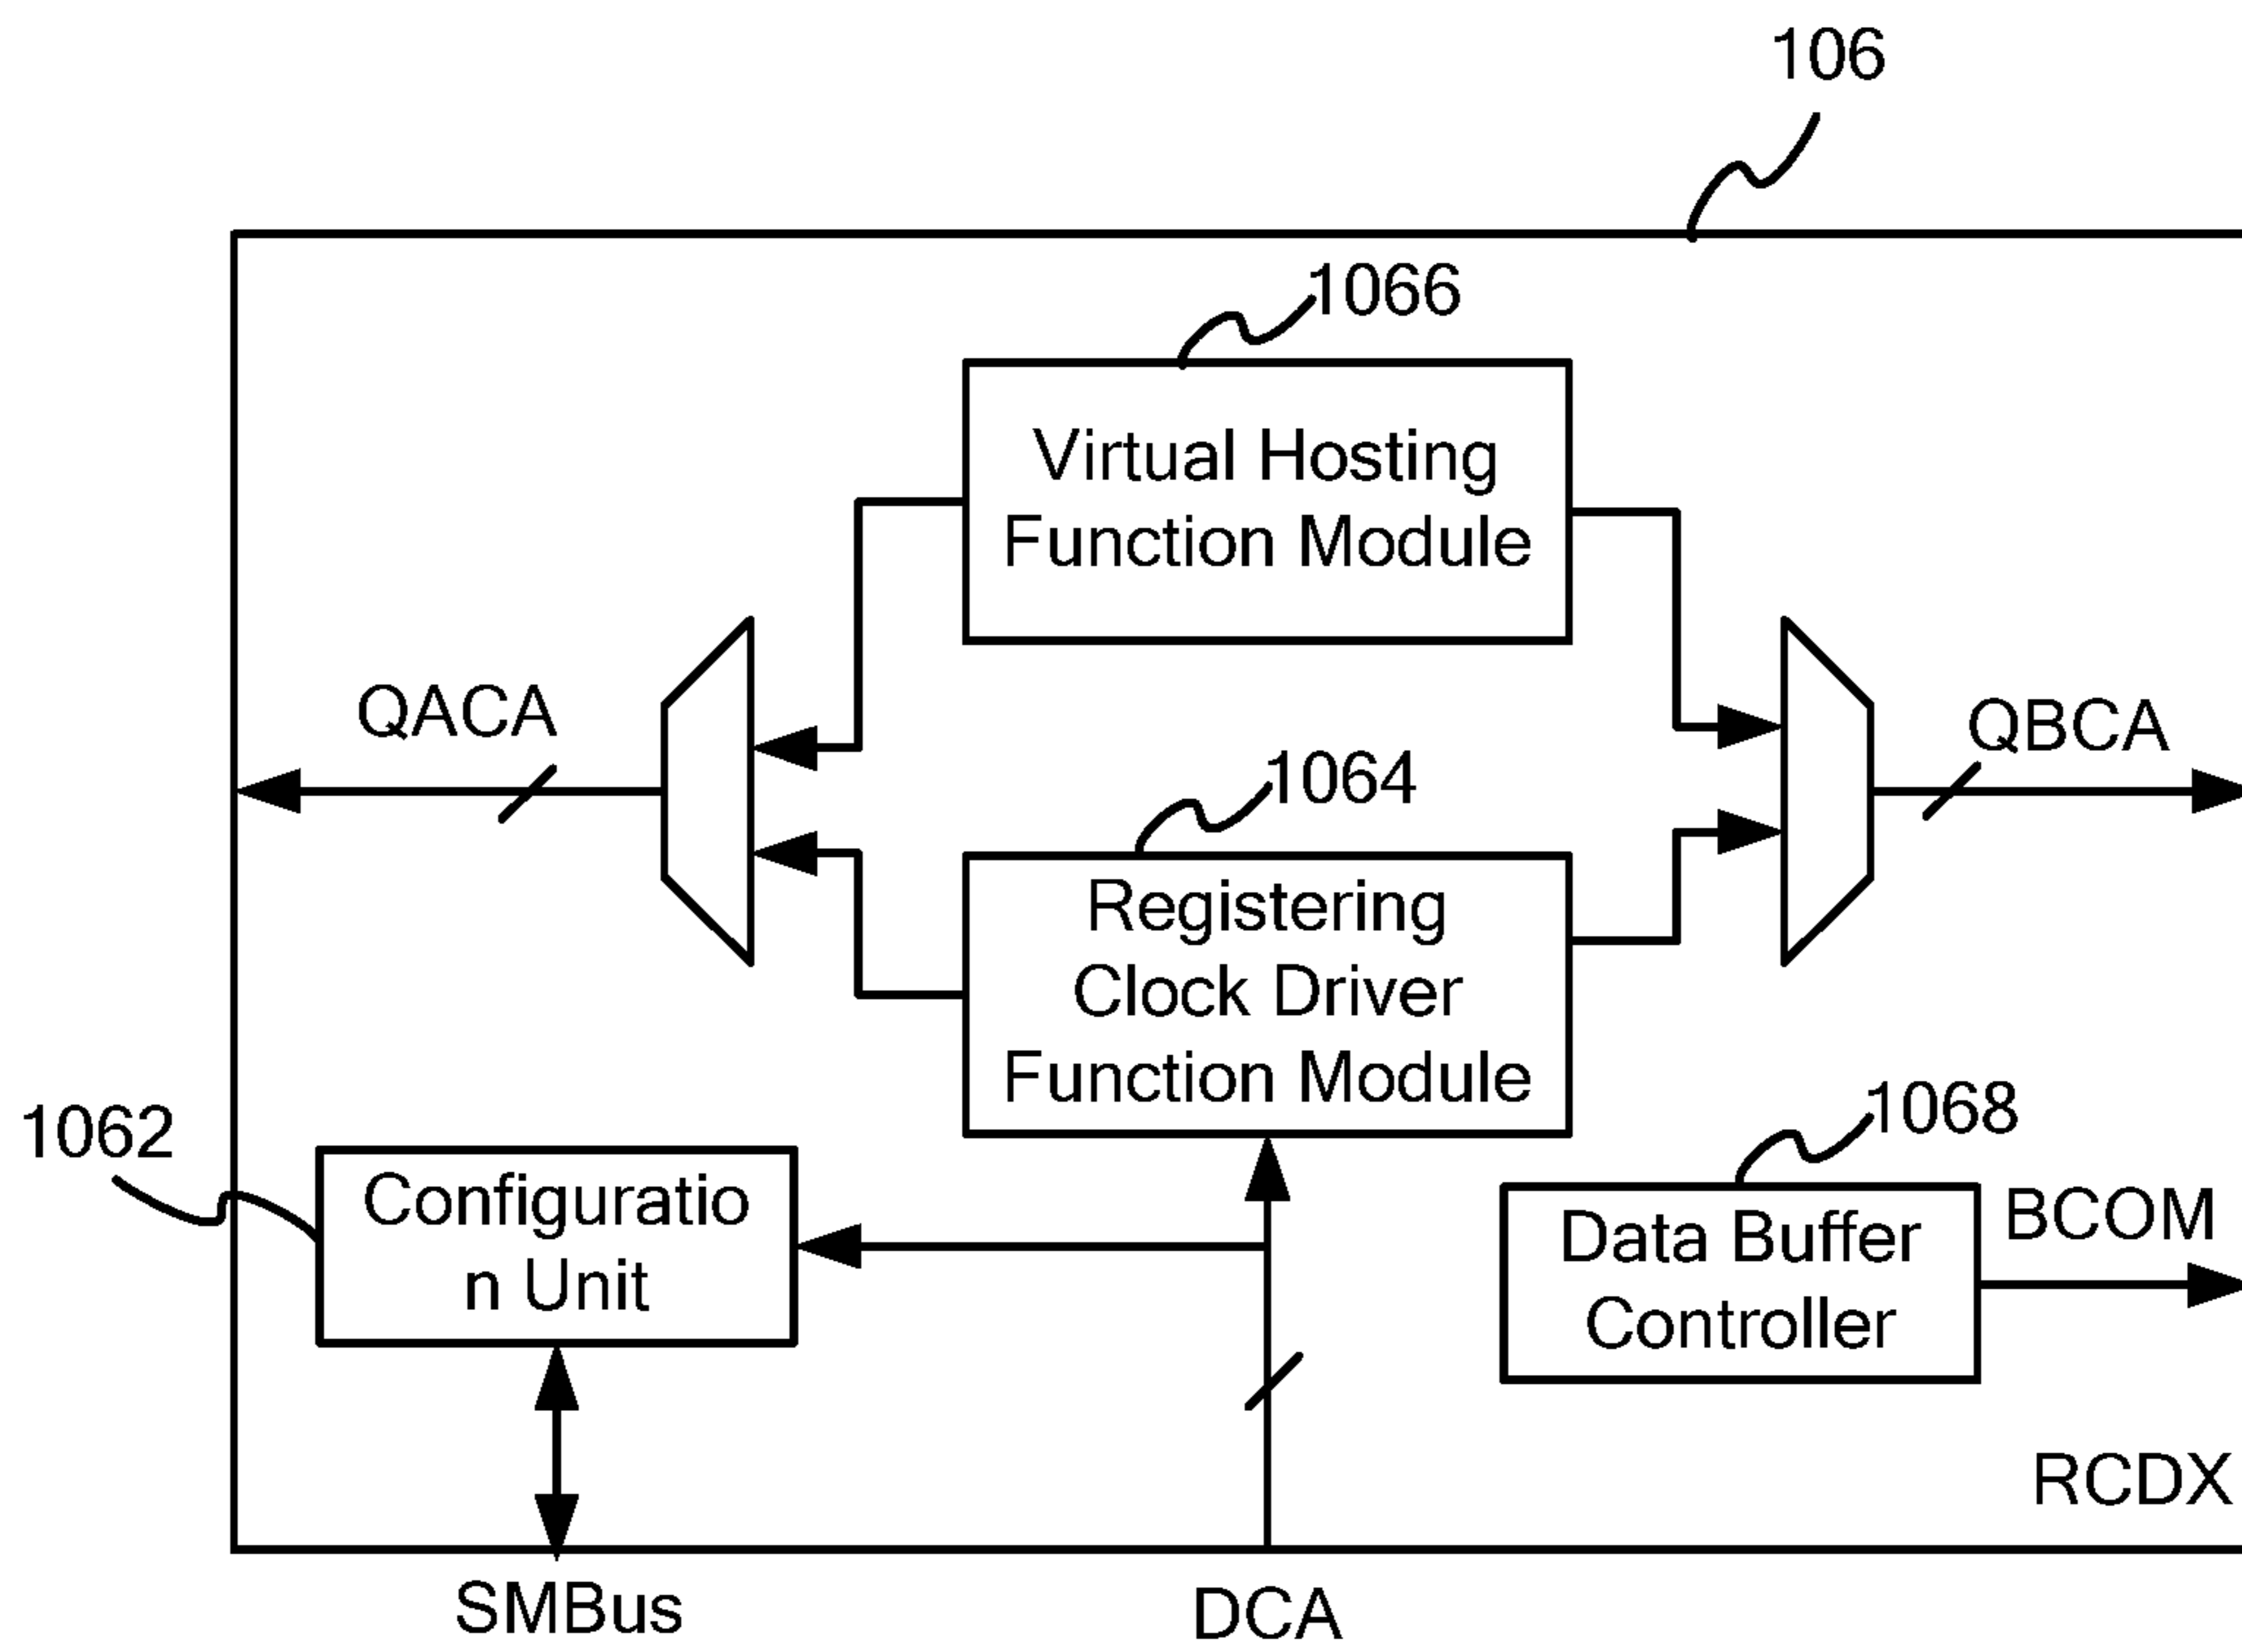 106
1066
Virtual Hosting
Function Module
QACA
QBCA
1064
Registering
Clock Driver
Function Module
1062
Configuratio
n Unit
1068
Data Buffer
Controller
BCOM
RCDX
SMBus
DCA